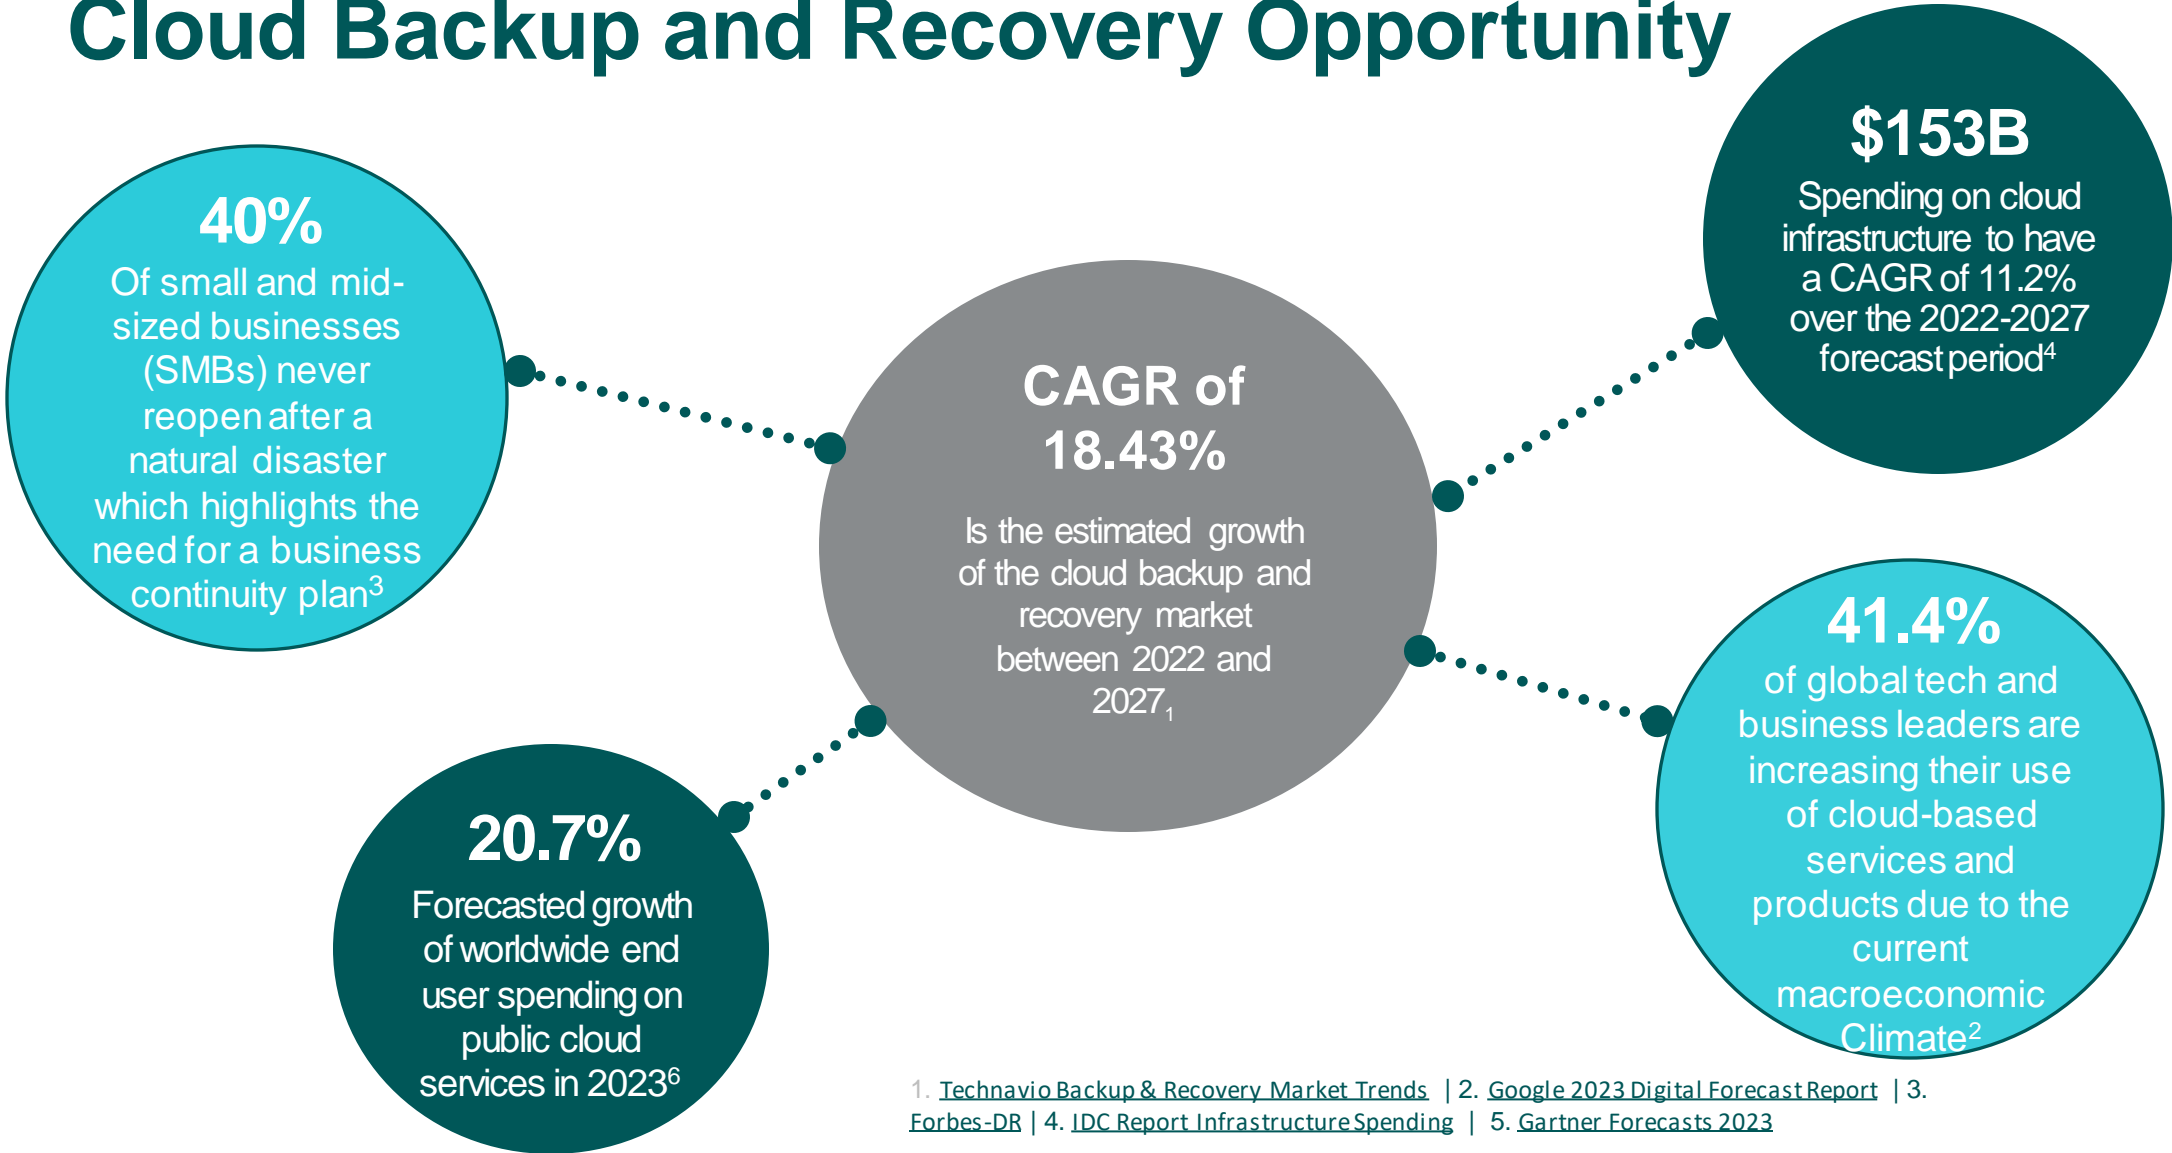 Cloud Backup and Recovery Opportunity
40%
Of small and mid-
sized businesses
(SMBs) never
reopen after a
natural disaster
which highlights the
need for a business
continuity plan3
CAGR of
18.43%
Is the estimated growth
of the cloud backup and
recovery market
between 2022 and
20271
$153B
Spending on cloud
infrastructure to have
a CAGR of 11.2%
over the 2022-2027
forecast period4
20.7%
Forecasted growth
of worldwide end
user spending on
public cloud
services in 20236
41.4%
of global tech and
business leaders are
increasing their use
of cloud-based
services and
products due to the
current
macroeconomic
Climate2
1. Technavio Backup & Recovery Market Trends | 2. Google 2023 Digital Forecast Report | 3.
Forbes-DR | 4. IDC Report Infrastructure Spending | 5. Gartner Forecasts 2023